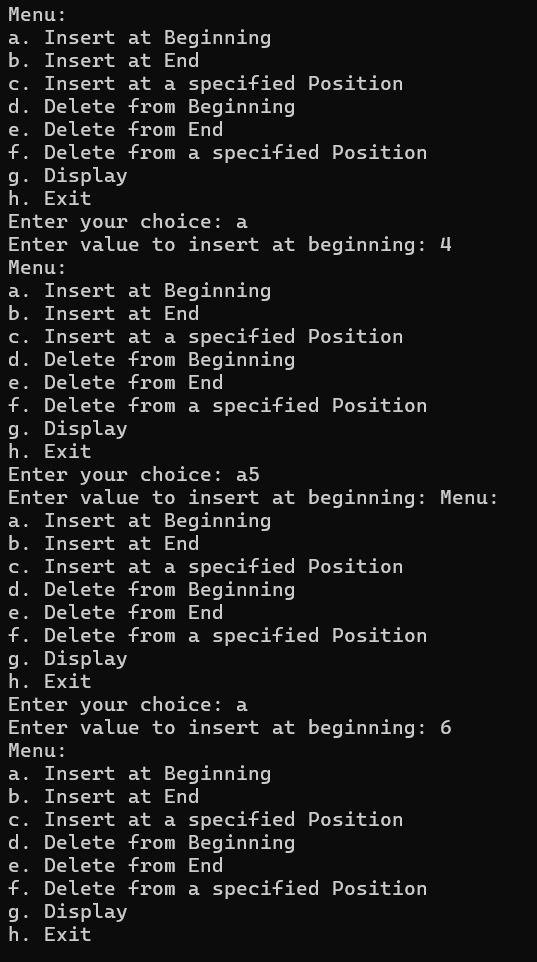 Menu:
a. Insert at Beginning
b. Insert at End
c. Insert at a specified Position
d. Delete from Beginning
e. Delete from End
f. Delete from a specified Position
g. Display
h. Exit
Enter your choice: a
Enter value to insert at beginning: 4
Menu:
a. Insert at Beginning
b. Insert at End
c. Insert at a specified Position
d. Delete from Beginning
e. Delete from End
f. Delete from a specified Position
g. Display
h. Exit
Enter your choice: a5
Enter value to insert at beginning: Menu:
a. Insert at Beginning
b. Insert at End
c. Insert at a specified Position
d. Delete from Beginning
e. Delete from End
f. Delete from a specified Position
g. Display
h. Exit
Enter your choice: a
Enter value to insert at beginning: 6
Menu:
a. Insert at Beginning
b. Insert at End
c. Insert at a specified Position
d. Delete from Beginning
e. Delete from End
f. Delete from a specified Position
g. Display
h. Exit